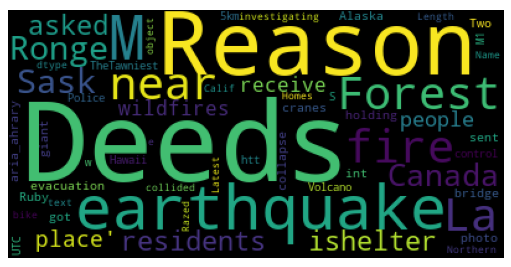 asked M Reason 5km investigating Alaska Length
Ronge object Two
dtype TheTawniest Calif M1
Sask near Police Homes S Name
receive Forest
wildfires cranes people
aria_ahrary giant Deeds collapse fire holding sent
w e Hawaii htt Canada control
evacuation collided Latest Volcano int bridge
Ruby text got earthquake La
UTC bike place' residents Razed ishelter photo Northern